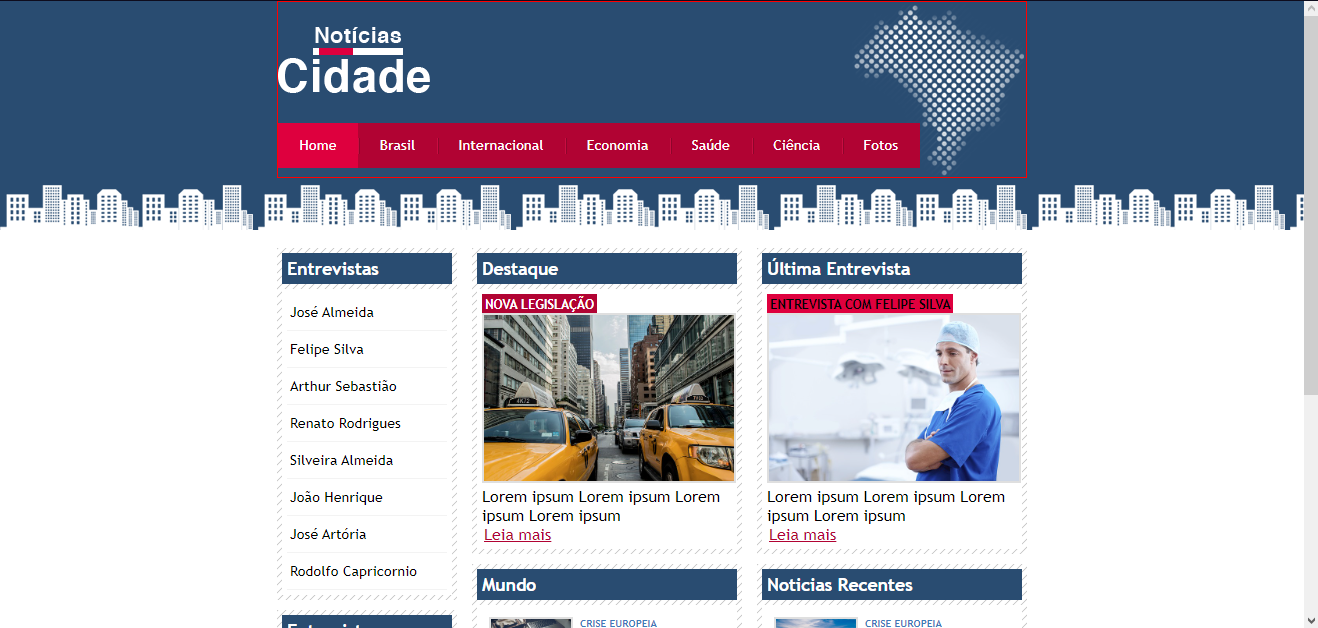 Notícias
Cidade
Home Brasil Internacional Economia Saúde Ciência Fotos
Entrevistas
José Almeida
Felipe Silva
Arthur Sebastião
Renato Rodrigues
Silveira Almeida
João Henrique
José Artória
Rodolfo Capricornio
Destaque
NOVA LEGISLAÇÃO
Lorem ipsum Lorem ipsum Lorem
ipsum Lorem ipsum
Leia mais
Última Entrevista
ENTREVISTA COM FELIPE SILVA
Lorem ipsum Lorem ipsum Lorem
ipsum Lorem ipsum
Leia mais
Mundo
CRISE EUROPEIA
Noticias Recentes
CRISE EUROPEIA